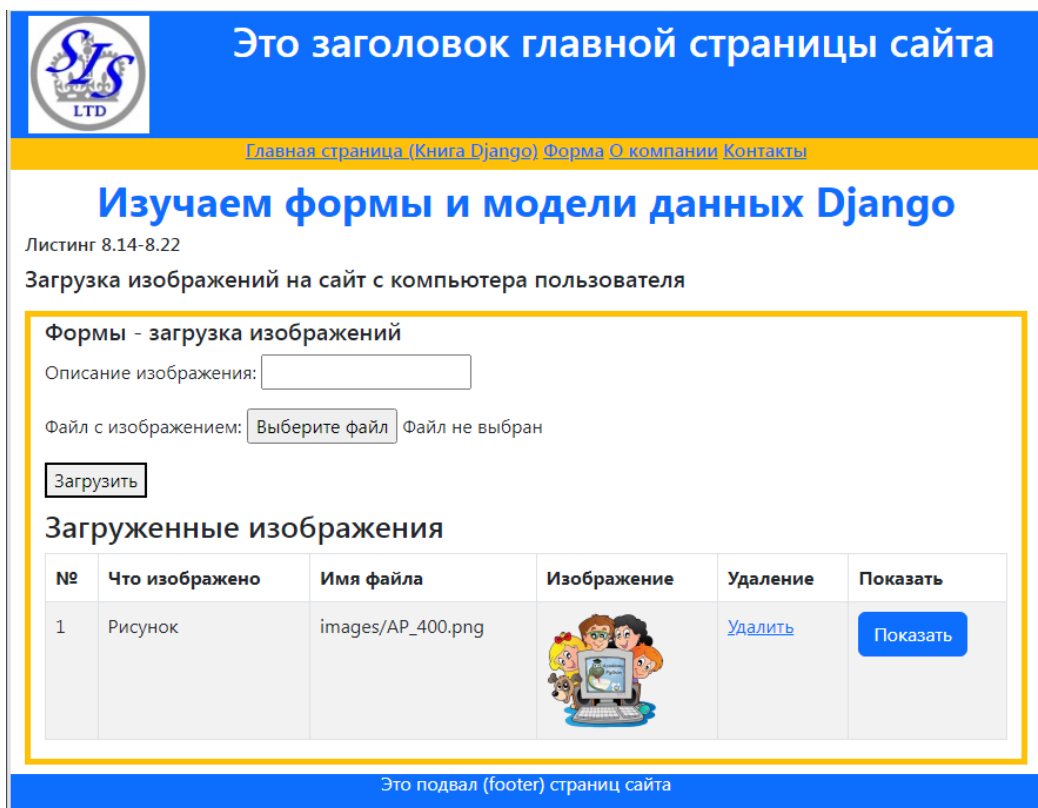 SIS
LTD
Это заголовок главной страницы сайта
Главная страница (Книга Django) Форма О компании Контакты
Изучаем формы и модели данных Django
Листинг 8.14-8.22
Загрузка изображений на сайт с компьютера пользователя
Формы - загрузка изображений
Описание изображения:
Файл с изображением: Выберите файл Файл не выбран
Загрузить
Загруженные изображения
№ Что изображено Имя файла Изображение Удаление Показать
1 Рисунок images/AP_400.png Удалить Показать
Это подвал (footer) страниц сайта